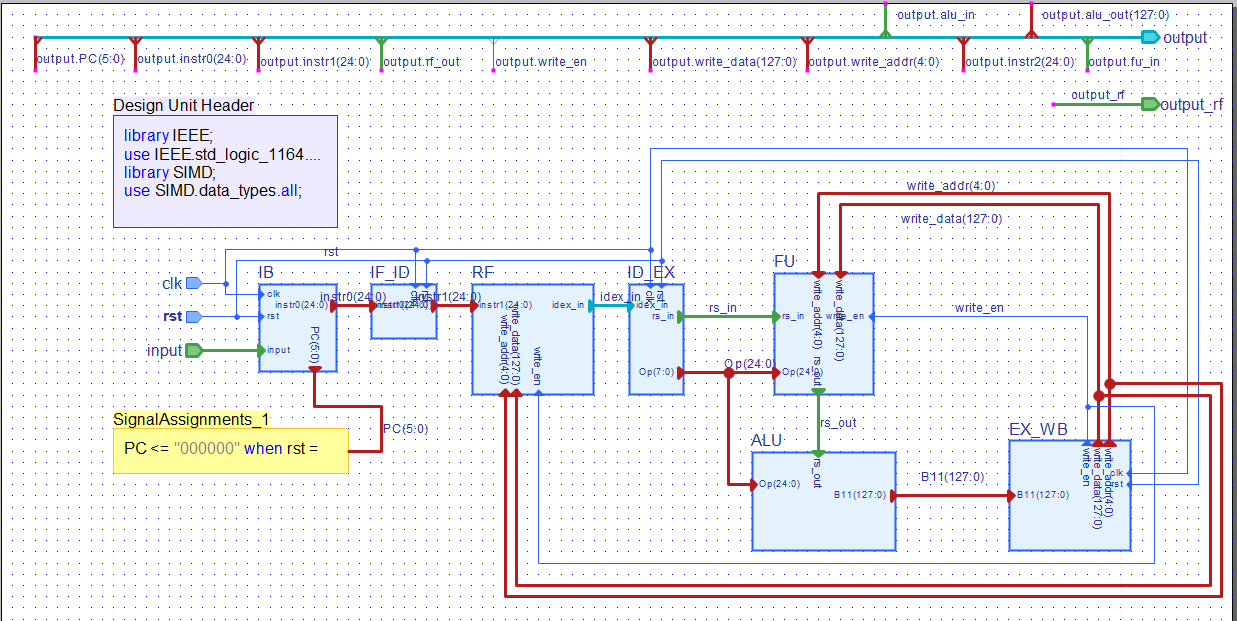 output.alu_in
output.alu_out(127:0)
output
output.PC(5:0)
output.instr0(24:0)
output.instr1(24:0)
output.rf_out
output.write_en
output.write_data(127:0)
output.write_addr(4:0)
output.instr2(24:0)
output.fu_in
output_rf
output_rf
Design Unit Header
library IEEE;
use IEEE.std_logic_1164....
library SIMD;
use SIMD.data_types.all;
write_addr(4:0)
write_data(127:0)
rst
clk
rst
input
IB
clk
instr0(24:0)
rst
PC(5:0)
input
instr0(24:0)
IF_ID
instr1(24:0)
RF
instr1(24:0)
idex_in
write_addr(4:0)
write_data(127:0)
write_en
idex_in
ID_EX
clk
rst
idex_in
rs_in
Op(7:0)
rs_in
Op(24:0)
FU
write_addr(4:0)
write_data(127:0)
rs_in
write_en
Op(24:0)
rs_out
write_en
rs_out
SignalAssignments_1
PC <= "000000" when rst =
PC(5:0)
ALU
rs_out
Op(24:0)
B11(127:0)
B11(127:0)
EX_WB
write_en
write_data(127:0)
write_addr(4:0)
clk
rst
B11(127:0)